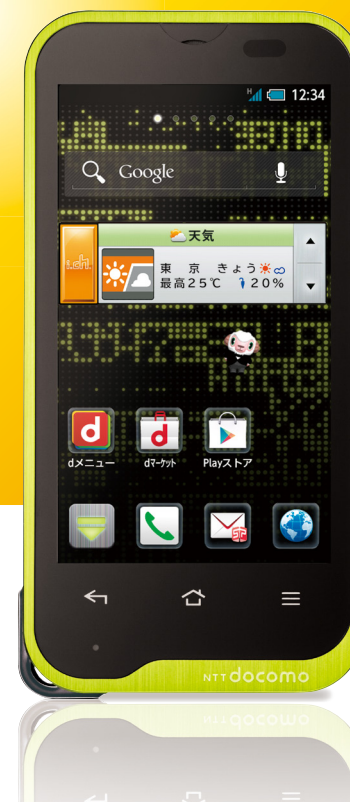 H 12:34
Google
天気
東 京 きょう
最高25℃ 20%
dメニュー
dマーケット
Playストア
NTT docomo